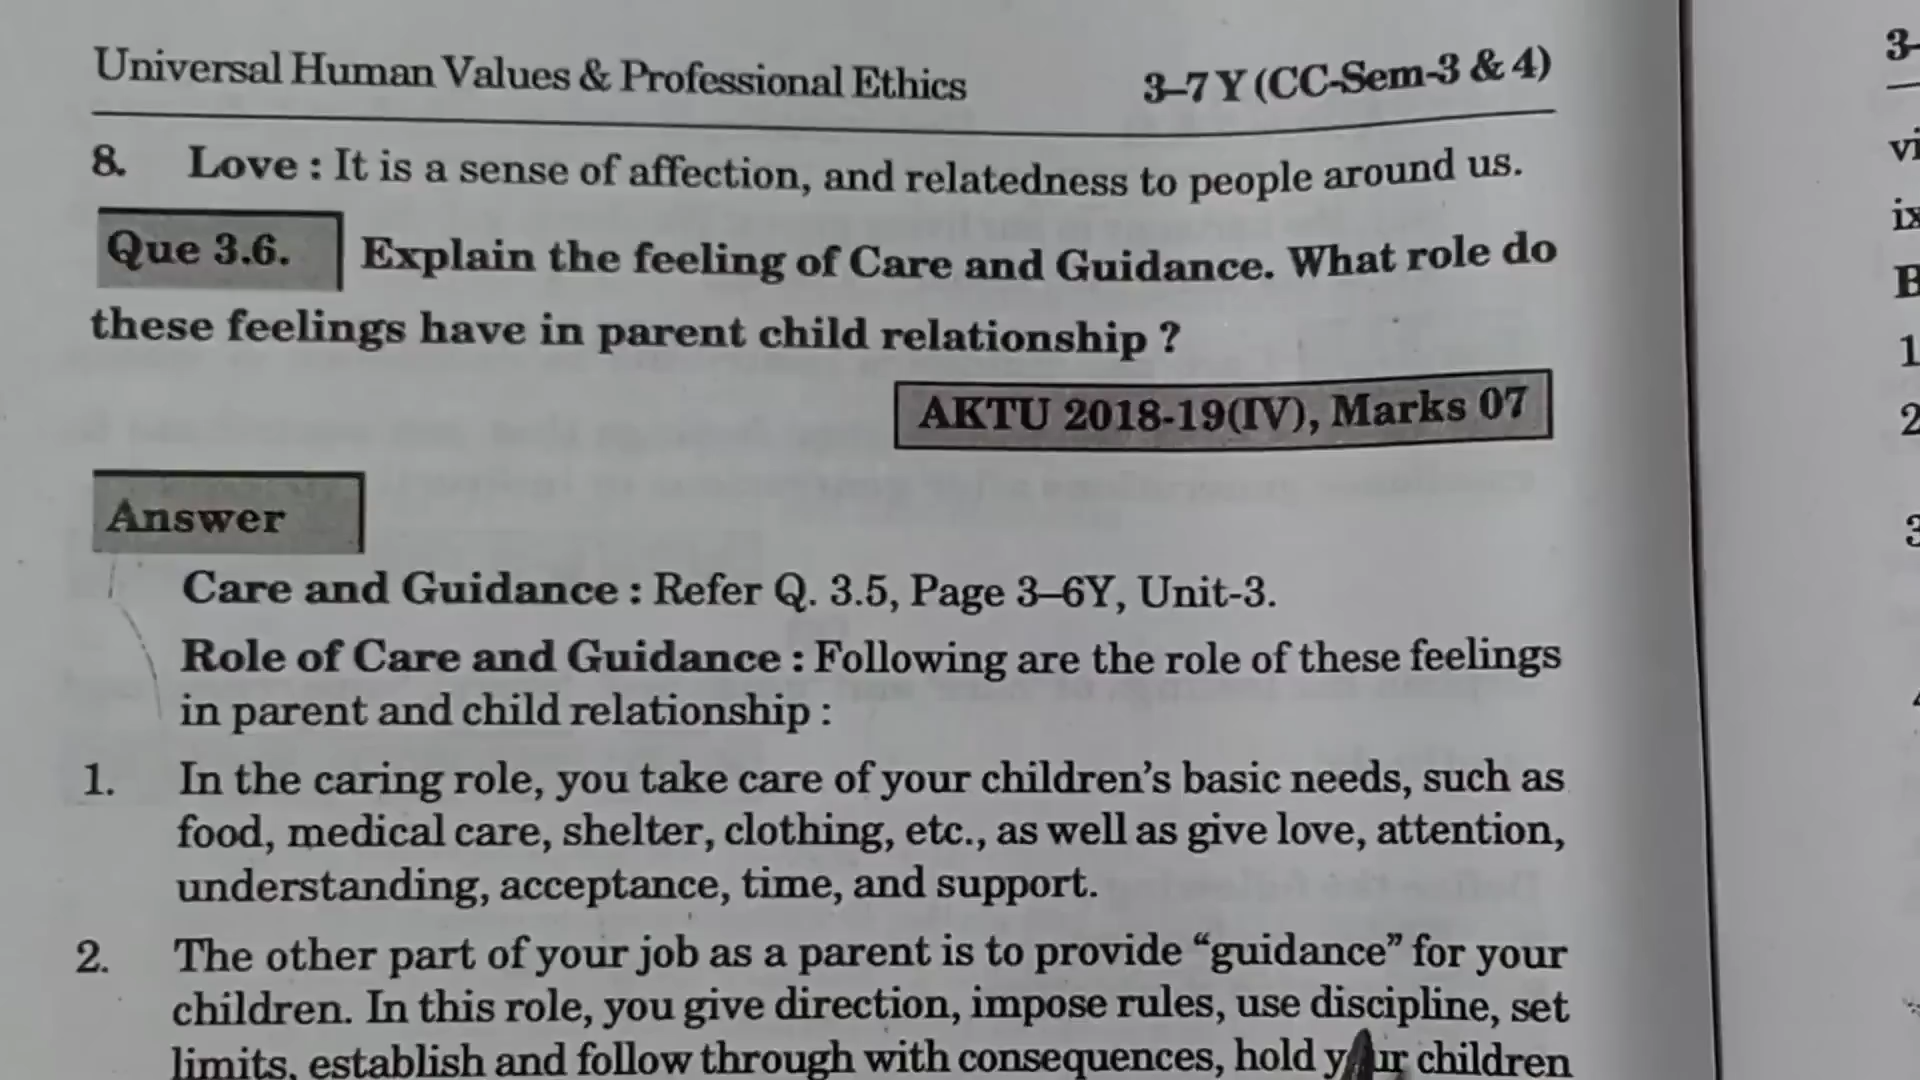 Universal Human Values & Professional Ethics 3–7 Y (CC-Sem-3 & 4)
8. Love : It is a sense of affection, and relatedness to people around us.
Que 3.6. Explain the feeling of Care and Guidance. What role do
these feelings have in parent child relationship ?
AKTU 2018-19(IV), Marks 07
Answer
Care and Guidance : Refer Q. 3.5, Page 3–6Y, Unit-3.
Role of Care and Guidance : Following are the role of these feelings
in parent and child relationship :
1. In the caring role, you take care of your children's basic needs, such as
food, medical care, shelter, clothing, etc., as well as give love, attention,
understanding, acceptance, time, and support.
2. The other part of your job as a parent is to provide "guidance" for your
children. In this role, you give direction, impose rules, use discipline, set
limits, establish and follow through with consequences, hold your children
3-
vi
ix
1
2
3